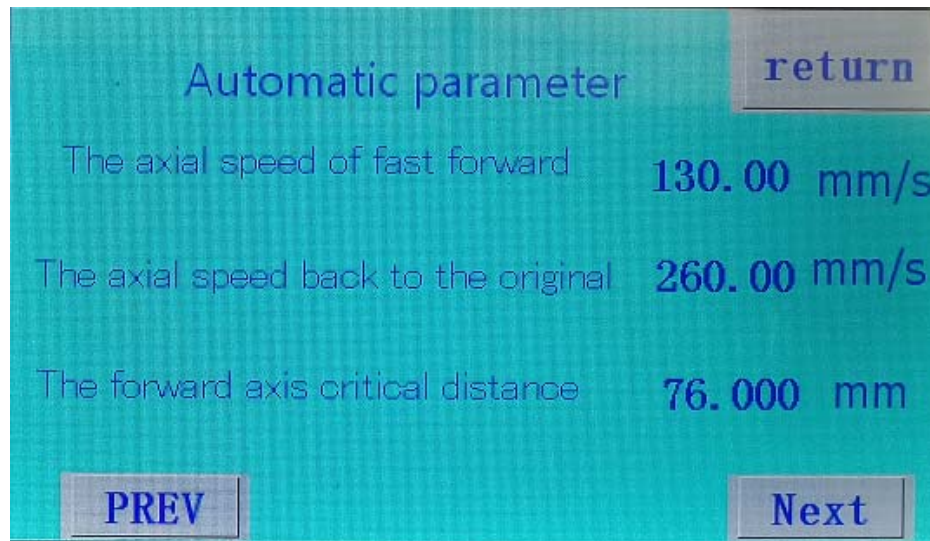 return
Automatic parameter
The axial speed of fast forward 130.00 mm/s
The axial speed back to the original 260.00 mm/s
The forward axis critical distance 76.000 mm
PREV Next